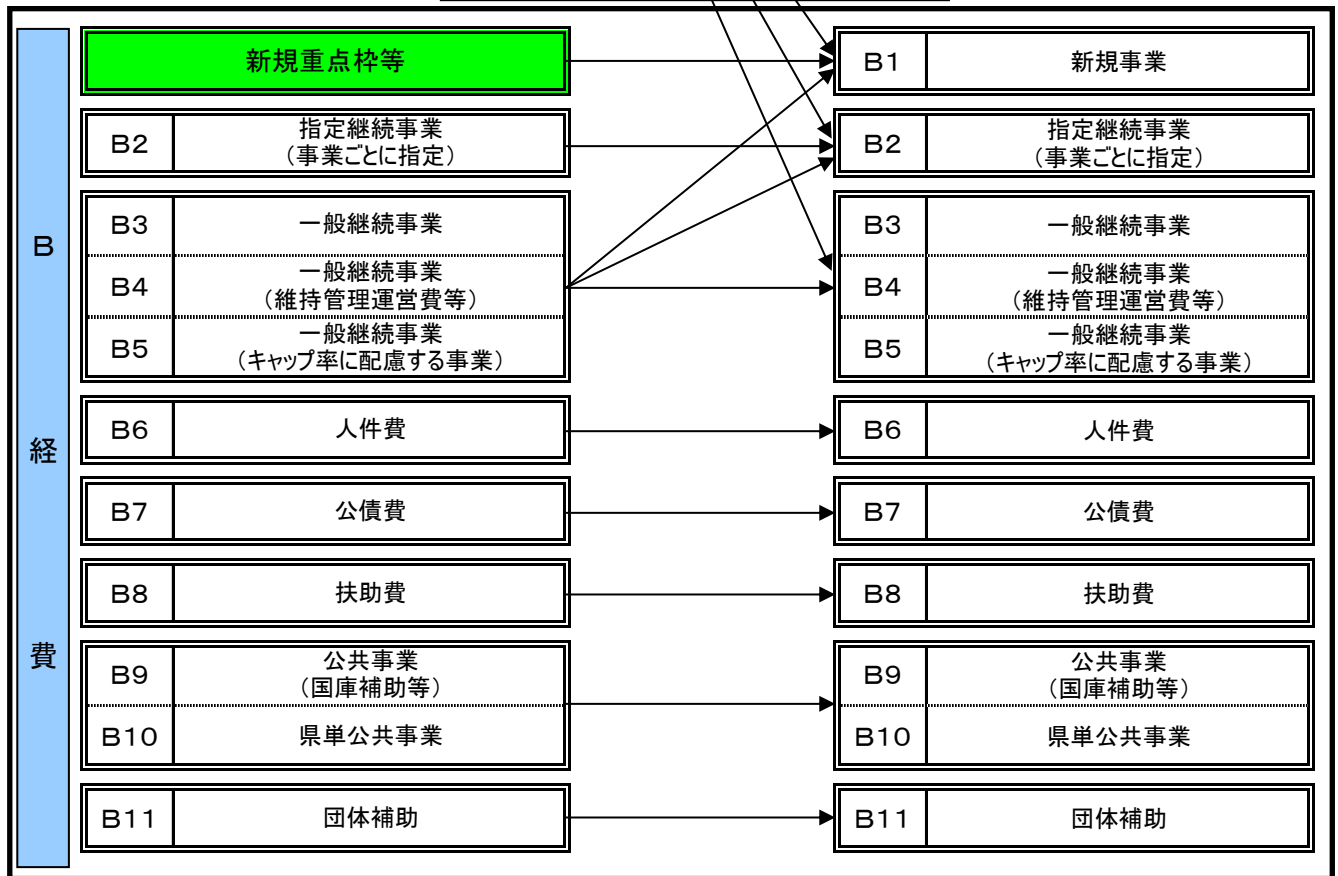 B
経
費
新規重点枠等
B2
指定継続事業
（事業ごとに指定）
B3
一般継続事業
B4
一般継続事業
（維持管理運営費等）
B5
一般継続事業
（キャップ率に配慮する事業）
B6
人件費
B7
公債費
B8
扶助費
B9
公共事業
（国庫補助等）
B10
県単公共事業
B11
団体補助
B1
新規事業
B2
指定継続事業
（事業ごとに指定）
B3
一般継続事業
B4
一般継続事業
（維持管理運営費等）
B5
一般継続事業
（キャップ率に配慮する事業）
B6
人件費
B7
公債費
B8
扶助費
B9
公共事業
（国庫補助等）
B10
県単公共事業
B11
団体補助